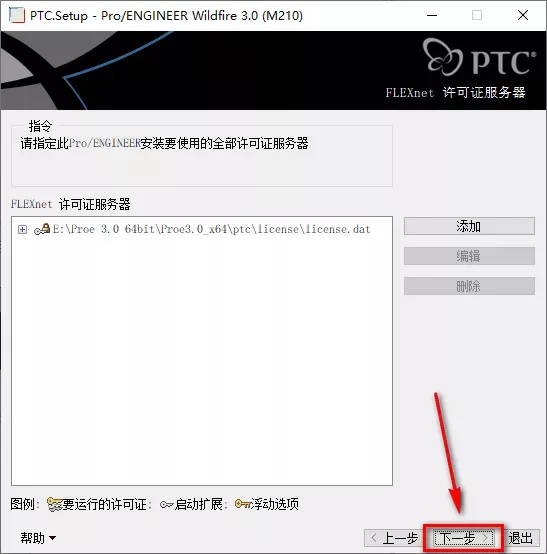 PTC.Setup - Pro/ENGINEER Wildfire 3.0 (M210)
PTC®
FLEXnet 许可证服务器
指令
请指定此Pro/ENGINEER安装要使用的全部许可证服务器
FLEXnet 许可证服务器
E:\Proe 3.0 64bit\Proe3.0_x64\ptc\license\license.dat
添加
编辑
删除
图例: 要运行的许可证: 启动扩展: 浮动选项
帮助
< 上一步 下一步 > 退出